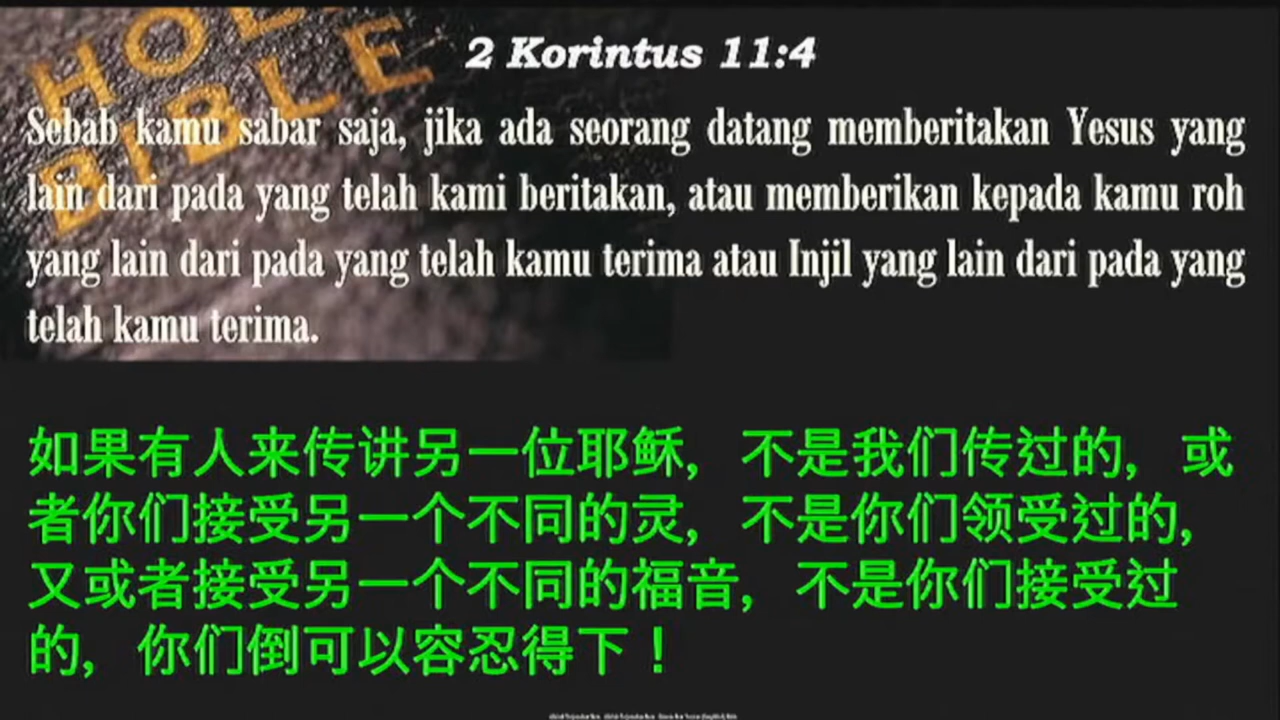 HOL
BIBLE
2 Korintus 11:4
Sebab kamu sabar saja, jika ada seorang datang memberitakan Yesus yang
lain dari pada yang telah kami beritakan, atau memberikan kepada kamu roh
yang lain dari pada yang telah kamu terima atau Injil yang lain dari pada yang
telah kamu terima.
如果有人来传讲另一位耶稣，不是我们传过的，或
者你们接受另一个不同的灵，不是你们领受过的，
又或者接受另一个不同的福音，不是你们接受过
的，你们倒可以容忍得下！